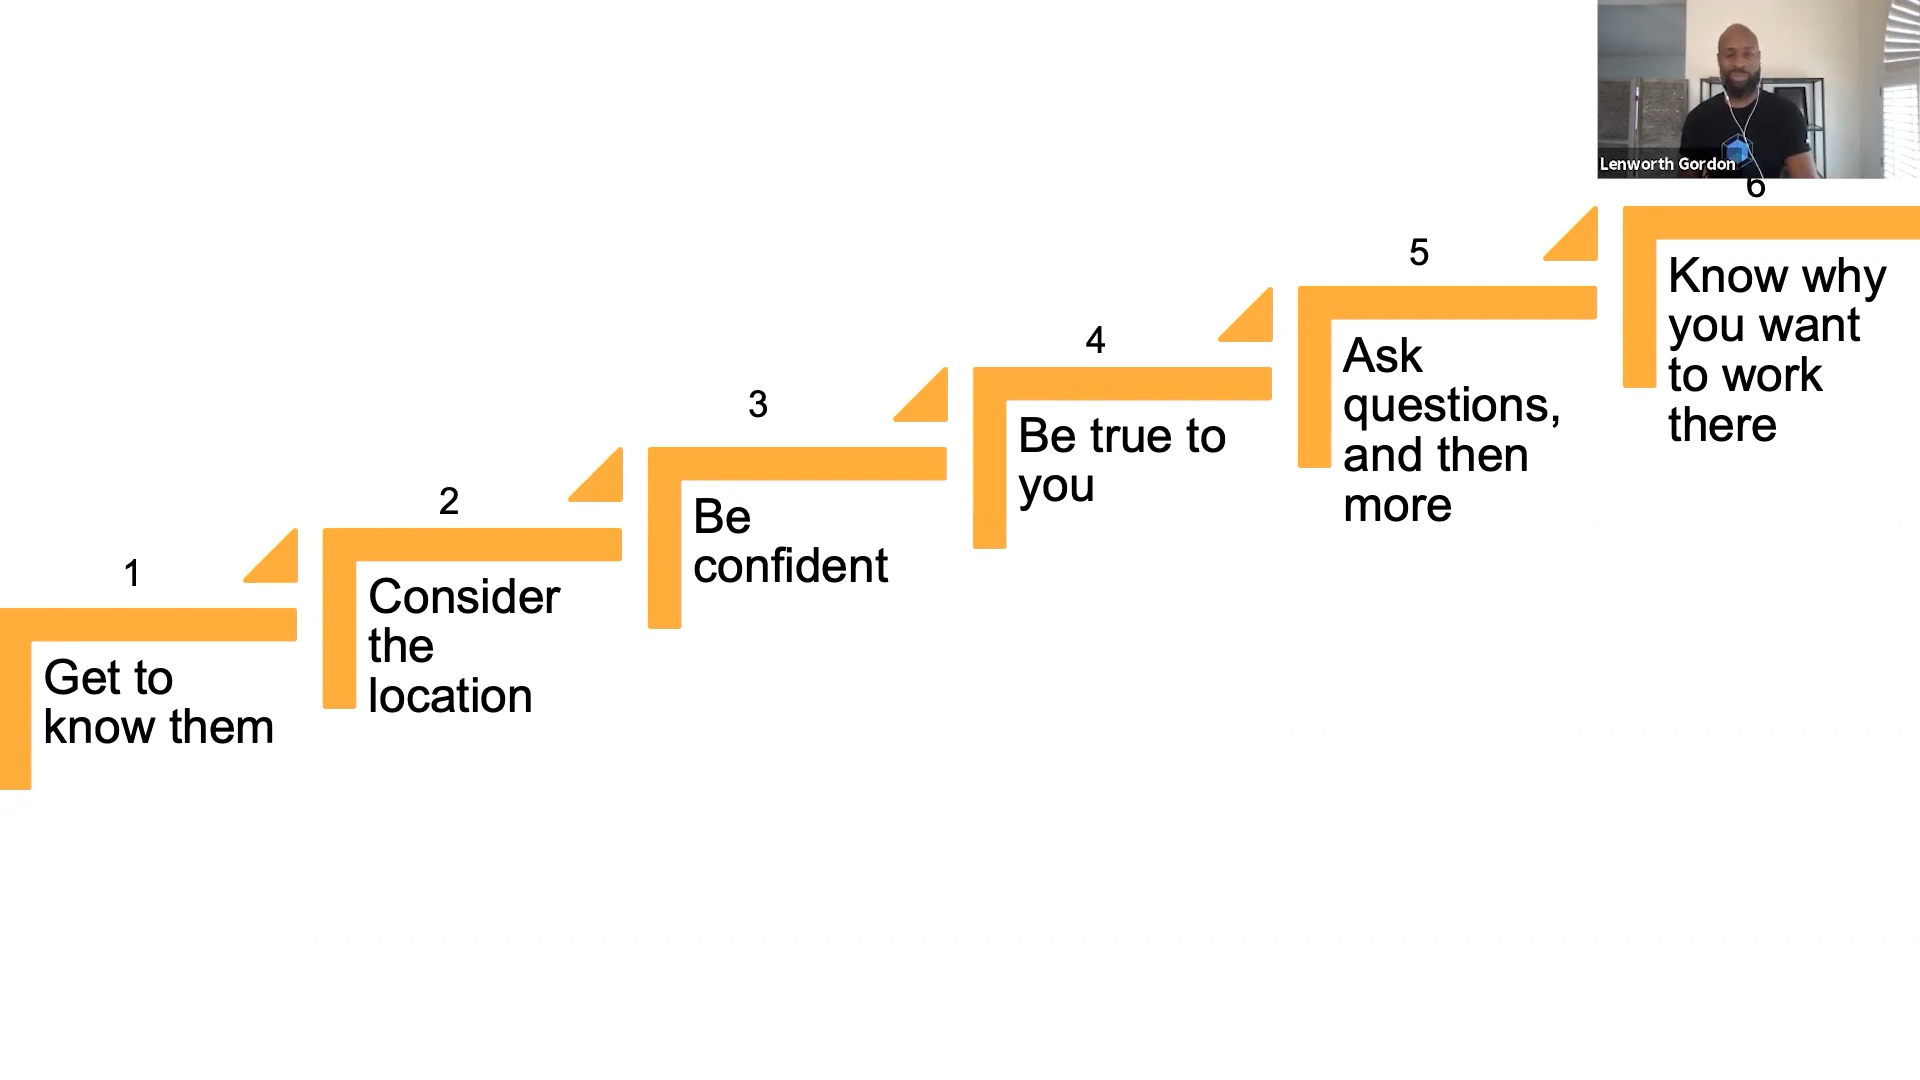 Lenworth Gordon
1
Get to
know them
2
Consider
the
location
3
Be
confident
4
Be true to
you
5
Ask
questions,
and then
more
6
Know why
you want
to work
there